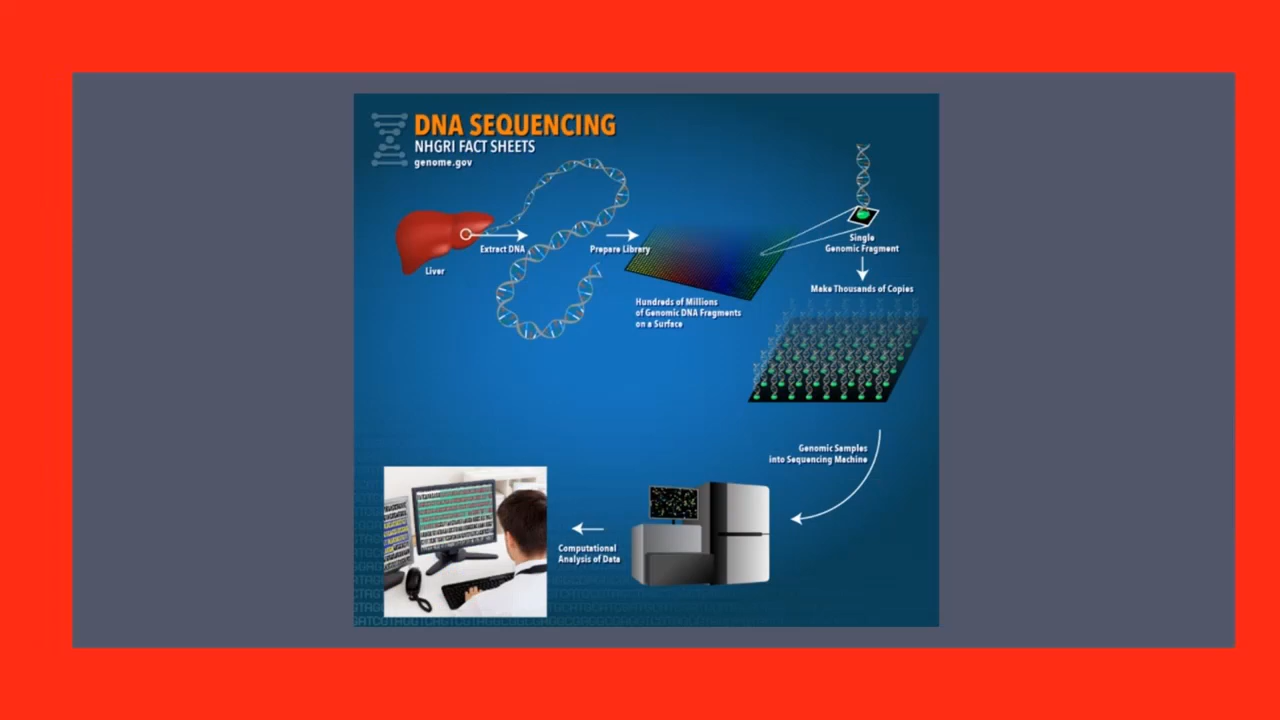 DNA SEQUENCING
NHGRI FACT SHEETS
genome.gov
Extract DNA
Prepare Library
Liver
Single
Genomic Fragment
Make Thousands of Copies
Hundreds of Millions
of Genomic DNA Fragments
on a Surface
Genomic Samples
into Sequencing Machine
Computational
Analysis of Data